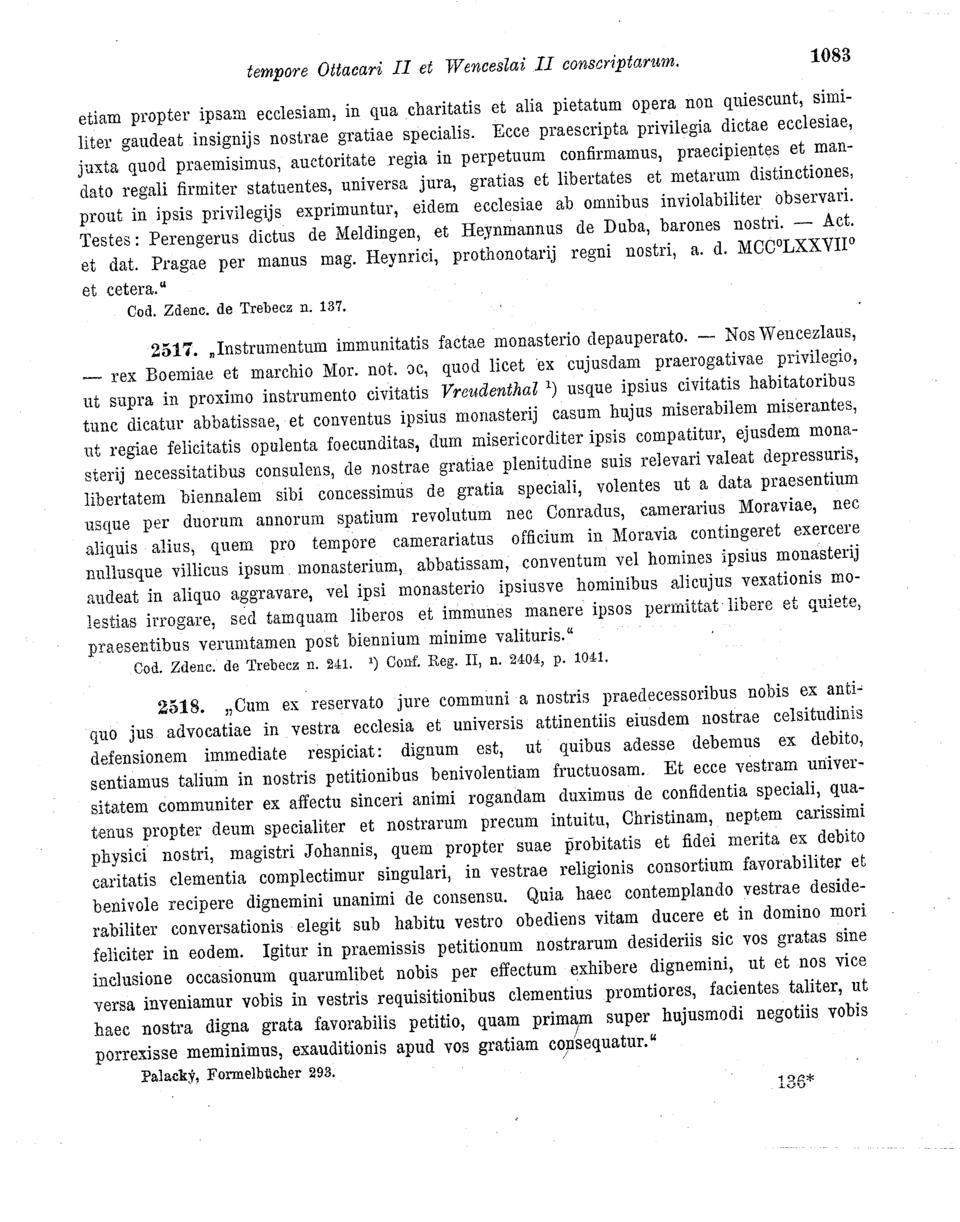 tempore Ottacari II et Wenceslai II conscriptarum. 1083
etiam propter ipsam ecclesiam, in qua charitatis et alia pietatum opera non quiescunt, simi-
liter gaudeat insignijs nostrae gratiae specialis. Ecce praescripta privilegia dictae ecclesiae,
juxta quod praemisimus, auctoritate regia in perpetuum confirmamus, praecipientes et man-
dato regali firmiter statuentes, universa jura, gratias et libertates et metarum distinctiones,
prout in ipsis privilegijs exprimuntur, eidem ecclesiae ab omnibus inviolabiliter observari.
Testes: Perengerus dictus de Meldingen, et Heynmannus de Duba, barones nostri. — Act.
et dat. Pragae per manus mag. Heynrici, prothonotarij regni nostri, a. d. MCC⁰LXXVII⁰
et cetera.“
Cod. Zdenc. de Trebecz n. 137.
2517. „Instrumentum immunitatis factae monasterio depauperato. — Nos Wencezlaus,
— rex Boemiae et marchio Mor. not. ɔc, quod licet ex cujusdam praerogativae privilegio,
ut supra in proximo instrumento civitatis Vreudenthal ¹) usque ipsius civitatis habitatoribus
tunc dicatur abbatissae, et conventus ipsius monasterij casum hujus miserabilem miserantes,
ut regiae felicitatis opulenta foecunditas, dum misericorditer ipsis compatitur, ejusdem mona-
sterij necessitatibus consulens, de nostrae gratiae plenitudine suis relevari valeat depressuris,
libertatem biennalem sibi concessimus de gratia speciali, volentes ut a data praesentium
usque per duorum annorum spatium revolutum nec Conradus, camerarius Moraviae, nec
aliquis alius, quem pro tempore camerariatus officium in Moravia contingeret exercere
nullusque villicus ipsum monasterium, abbatissam, conventum vel homines ipsius monasterij
audeat in aliquo aggravare, vel ipsi monasterio ipsiusve hominibus alicujus vexationis mo-
lestias irrogare, sed tamquam liberos et immunes manere ipsos permittat libere et quiete,
praesentibus verumtamen post biennium minime valituris.“
Cod. Zdenc. de Trebecz n. 241. ¹) Conf. Reg. II, n. 2404, p. 1041.
2518. „Cum ex reservato jure communi a nostris praedecessoribus nobis ex anti-
quo jus advocatiae in vestra ecclesia et universis attinentiis eiusdem nostrae celsitudinis
defensionem immediate respiciat: dignum est, ut quibus adesse debemus ex debito,
sentiamus talium in nostris petitionibus benivolentiam fructuosam. Et ecce vestram univer-
sitatem communiter ex affectu sinceri animi rogandam duximus de confidentia speciali, qua-
tenus propter deum specialiter et nostrarum precum intuitu, Christinam, neptem carissimi
physici nostri, magistri Johannis, quem propter suae probitatis et fidei merita ex debito
caritatis clementia complectimur singulari, in vestrae religionis consortium favorabiliter et
benivole recipere dignemini unanimi de consensu. Quia haec contemplando vestrae deside-
rabiliter conversationis elegit sub habitu vestro obediens vitam ducere et in domino mori
feliciter in eodem. Igitur in praemissis petitionum nostrarum desideriis sic vos gratas sine
inclusione occasionum quarumlibet nobis per effectum exhibere dignemini, ut et nos vice
versa inveniamur vobis in vestris requisitionibus clementius promtiores, facientes taliter, ut
haec nostra digna grata favorabilis petitio, quam primam super hujusmodi negotiis vobis
porrexisse meminimus, exauditionis apud vos gratiam consequatur.“
Palacký, Formelbücher 293.
136*